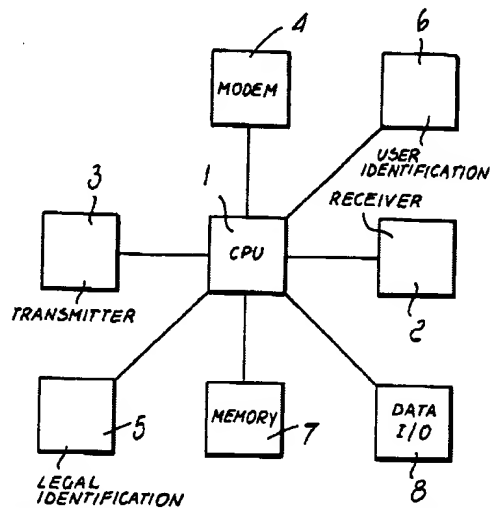 4
MODEM
6
USER
IDENTIFICATION
3
TRANSMITTER
1
CPU
RECEIVER
2
5
LEGAL
IDENTIFICATION
MEMORY
7
DATA
I/O
8